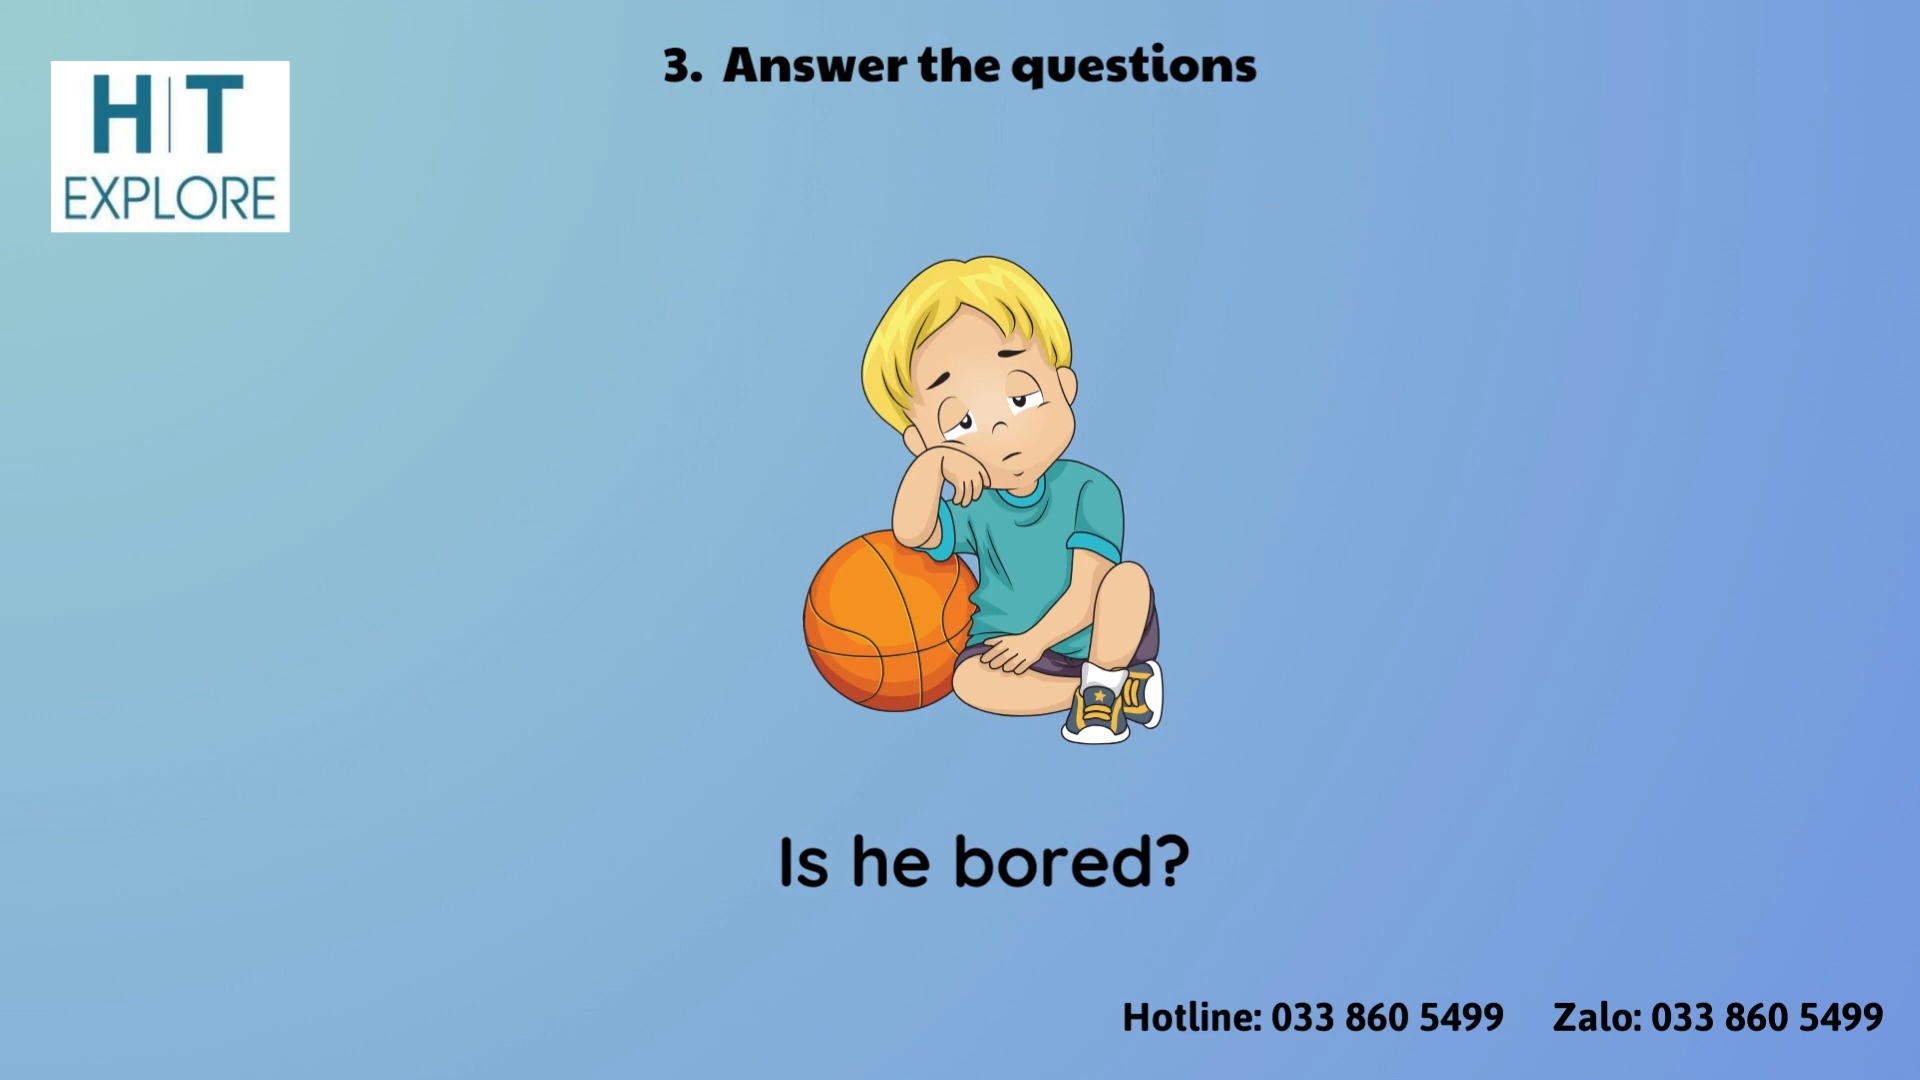 3. Answer the questions
H|T
EXPLORE
Is he bored?
Hotline: 033 860 5499 Zalo: 033 860 5499